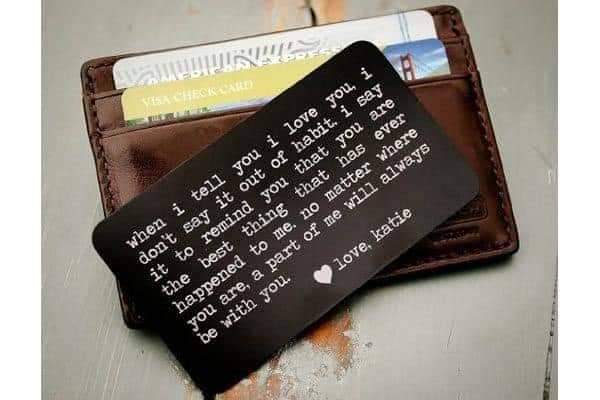 AMERICAN EXPRESS
VISA CHECK CARD
when i tell you i love you, i
don't say it out of habit. i say
it to remind you that you are
the best thing that has ever
happened to me. no matter where
you are, a part of me will always
be with you.
love, katie